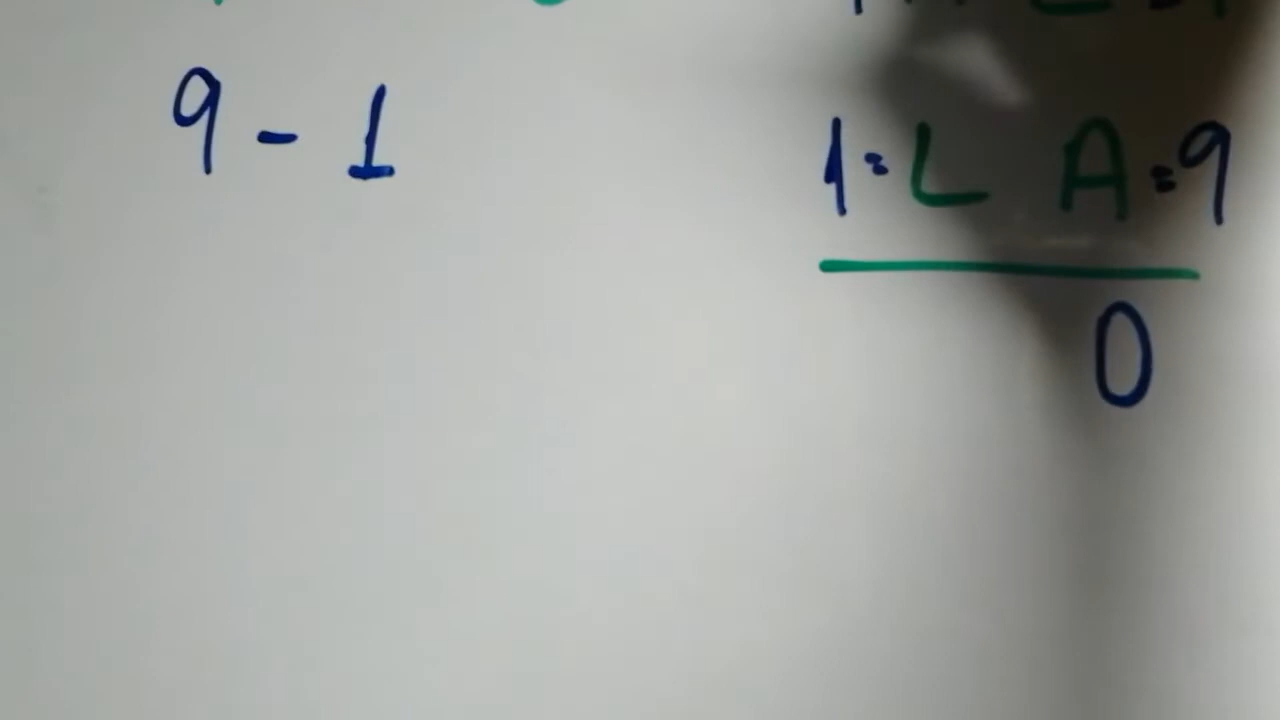 9 - 1
1 = L A = 9
0